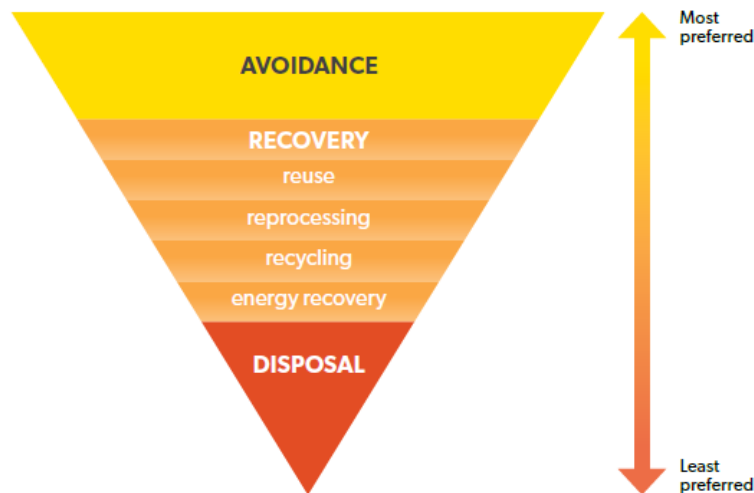 AVOIDANCE
RECOVERY
reuse
reprocessing
recycling
energy recovery
DISPOSAL
Most
preferred
Least
preferred